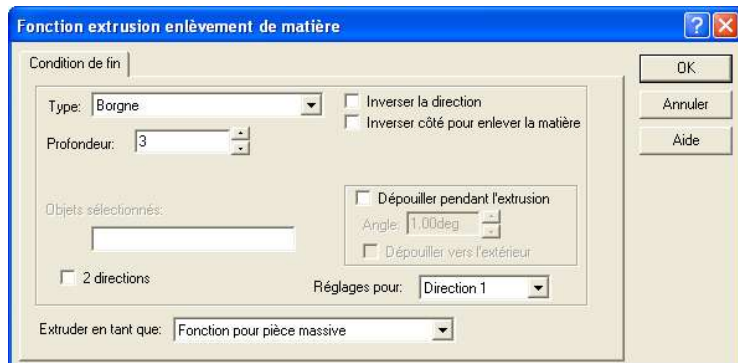 Fonction extrusion enlèvement de matière
Condition de fin
OK
Annuler
Aide
Type: Borgne
Inverser la direction
Inverser côté pour enlever la matière
Profondeur: 3
Objets sélectionnés:
Dépouiller pendant l'extrusion
Angle: 1.00deg
Dépouiller vers l'extérieur
2 directions
Réglages pour: Direction 1
Extruder en tant que: Fonction pour pièce massive